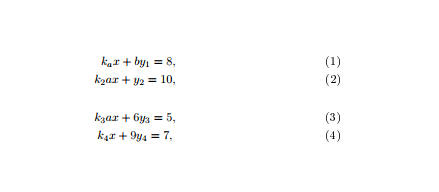 kₐx + by₁ = 8, (1)
k₂ax + y₂ = 10, (2)
k₃ax + 6y₃ = 5, (3)
k₄x + 9y₄ = 7, (4)